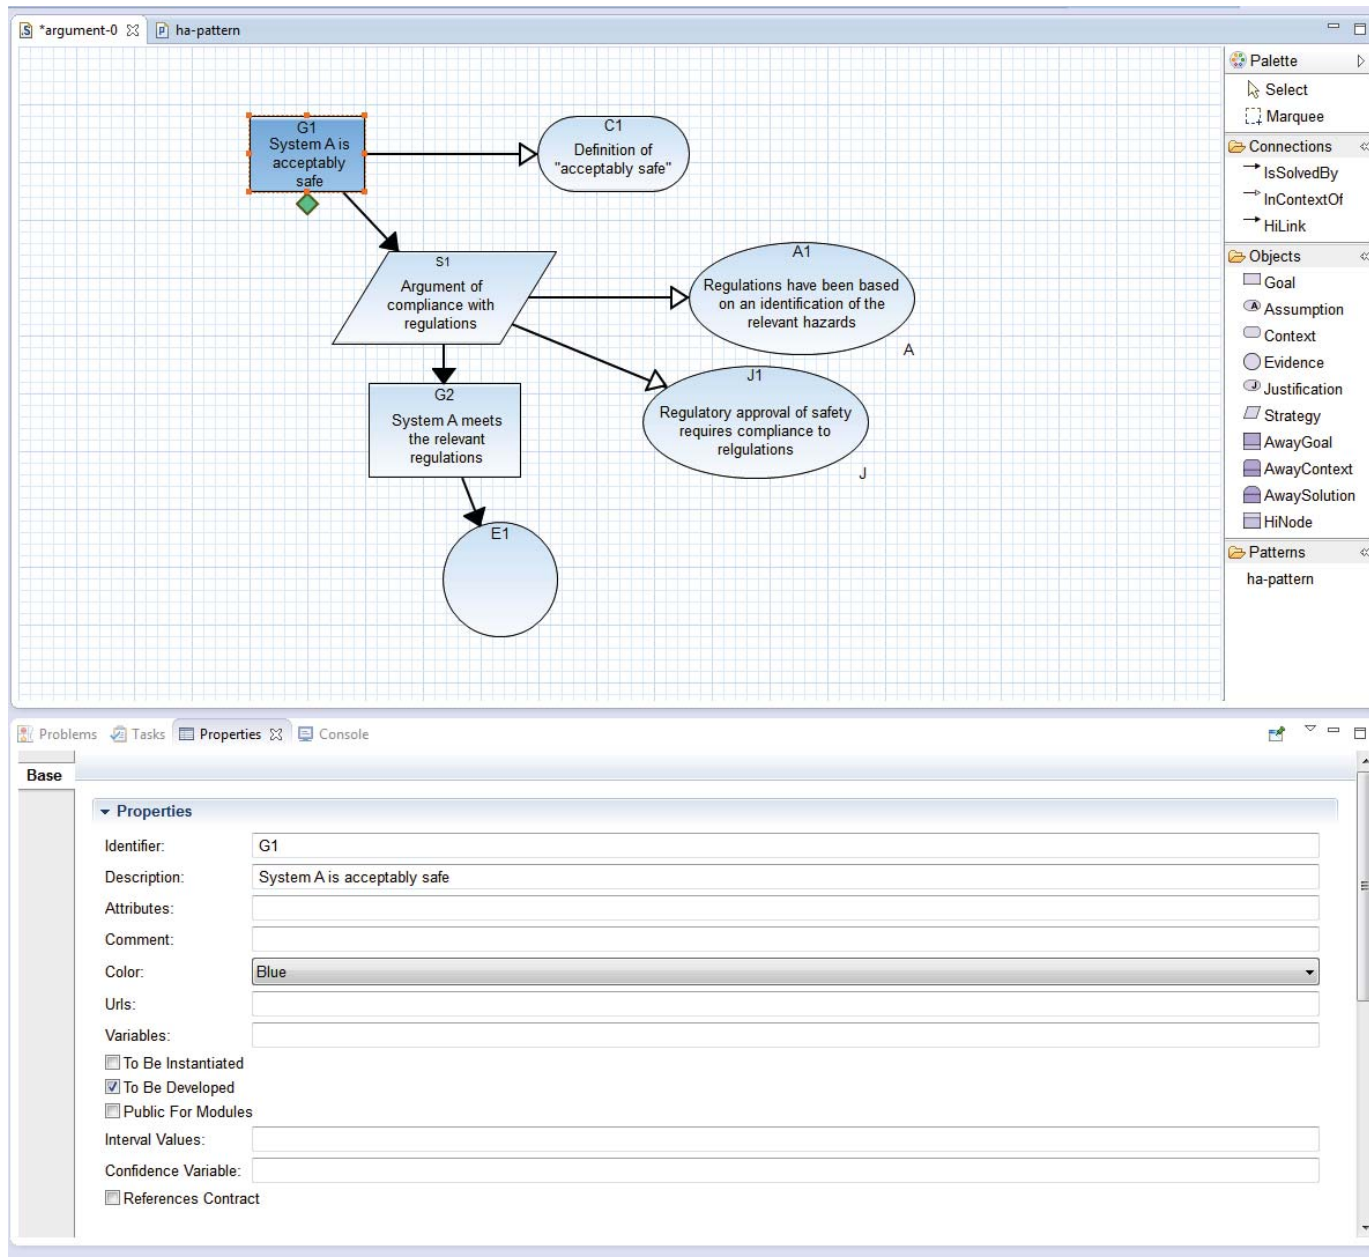 *argument-0
ha-pattern
Palette
Select
Marquee
Connections
IsSolvedBy
InContextOf
HiLink
Objects
Goal
Assumption
Context
Evidence
Justification
Strategy
AwayGoal
AwayContext
AwaySolution
HiNode
Patterns
ha-pattern
G1
System A is
acceptably
safe
C1
Definition of
"acceptably safe"
S1
Argument of
compliance with
regulations
A1
Regulations have been based
on an identification of the
relevant hazards
A
J1
Regulatory approval of safety
requires compliance to
relgulations
J
G2
System A meets
the relevant
regulations
E1
Problems Tasks Properties Console
Base
Properties
Identifier: G1
Description: System A is acceptably safe
Attributes:
Comment:
Color: Blue
Urls:
Variables:
To Be Instantiated
To Be Developed
Public For Modules
Interval Values:
Confidence Variable:
References Contract